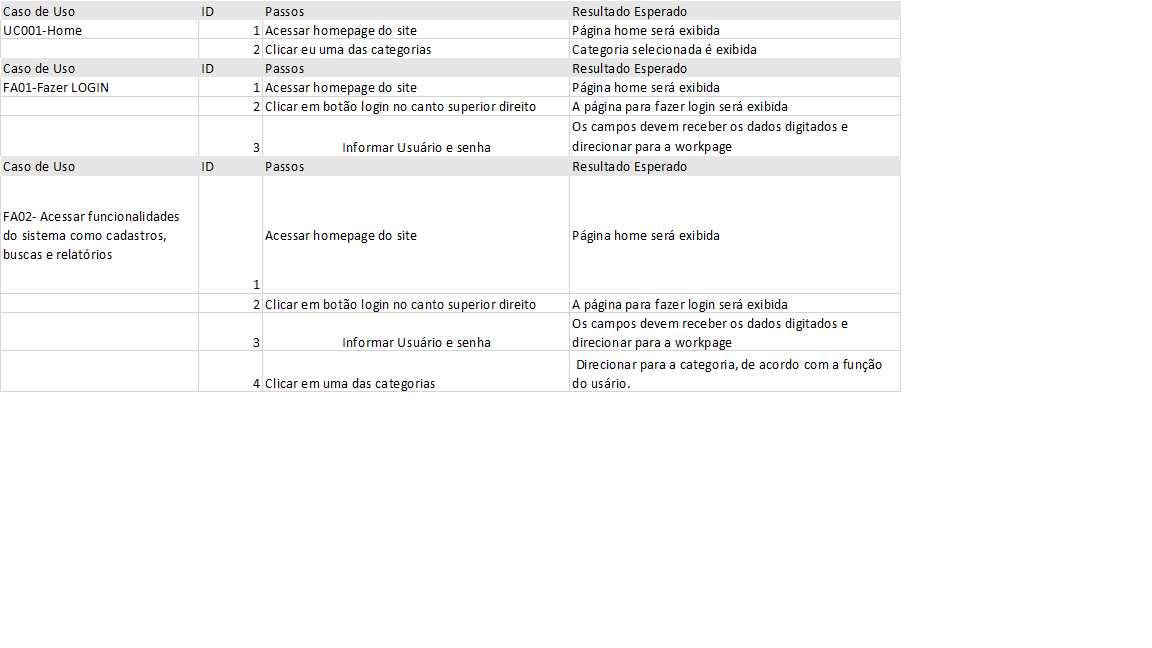 Caso de Uso ID Passos Resultado Esperado
UC001-Home 1 Acessar homepage do site Página home será exibida
2 Clicar eu uma das categorias Categoria selecionada é exibida
Caso de Uso ID Passos Resultado Esperado
FA01-Fazer LOGIN 1 Acessar homepage do site Página home será exibida
2 Clicar em botão login no canto superior direito A página para fazer login será exibida
3 Informar Usuário e senha Os campos devem receber os dados digitados e
direcionar para a workpage
Caso de Uso ID Passos Resultado Esperado
FA02- Acessar funcionalidades
do sistema como cadastros,
buscas e relatórios
1 Acessar homepage do site Página home será exibida
2 Clicar em botão login no canto superior direito A página para fazer login será exibida
3 Informar Usuário e senha Os campos devem receber os dados digitados e
direcionar para a workpage
4 Clicar em uma das categorias Direcionar para a categoria, de acordo com a função
do usário.